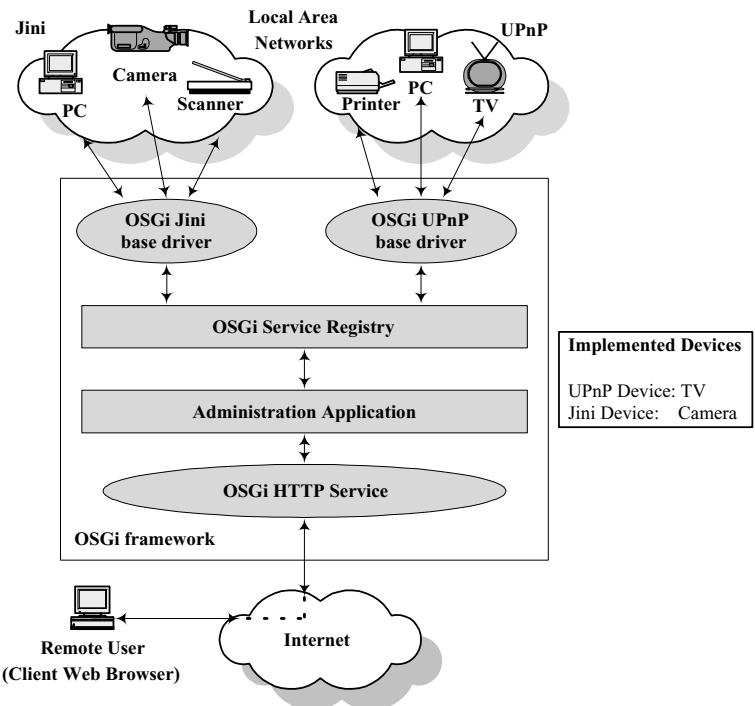 Jini
Local Area
Networks
UPnP
PC
Camera
Scanner
Printer
PC
TV
OSGi Jini
base driver
OSGi UPnP
base driver
OSGi Service Registry
Administration Application
OSGi HTTP Service
OSGi framework
Implemented Devices
UPnP Device: TV
Jini Device: Camera
Remote User
(Client Web Browser)
Internet